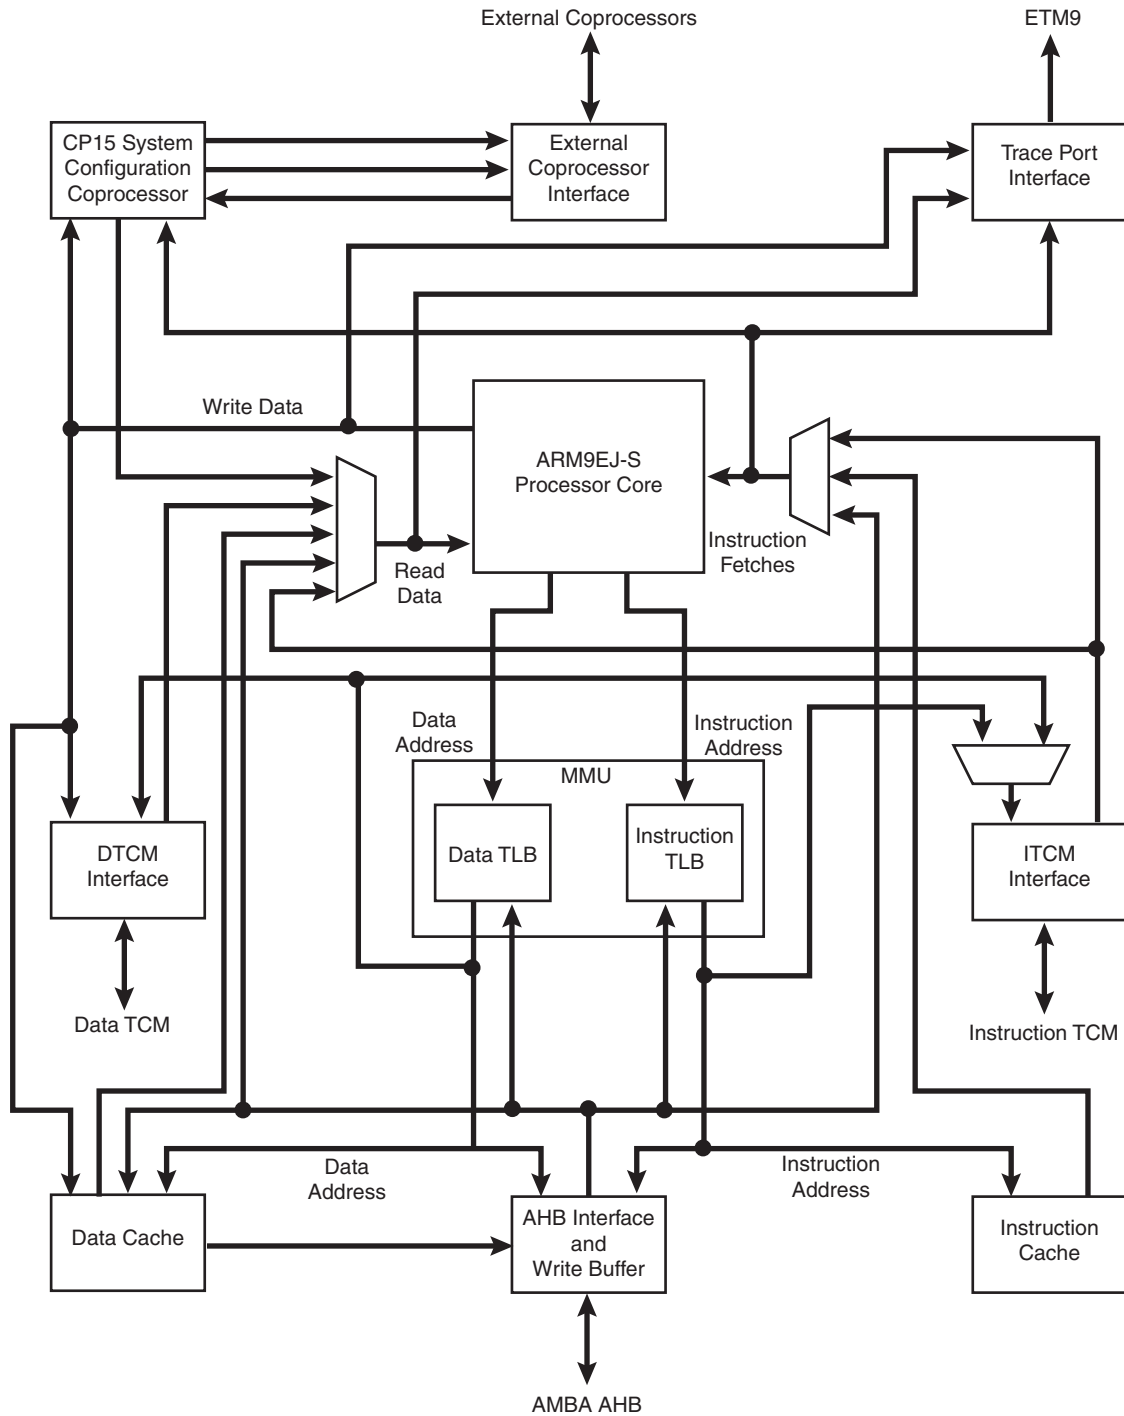 External Coprocessors
ETM9
CP15 System
Configuration
Coprocessor
External
Coprocessor
Interface
Trace Port
Interface
Write Data
ARM9EJ-S
Processor Core
Instruction
Fetches
Read
Data
Data
Address
Instruction
Address
MMU
DTCM
Interface
Data TLB
Instruction
TLB
ITCM
Interface
Data TCM
Instruction TCM
Data
Address
Instruction
Address
Data Cache
AHB Interface
and
Write Buffer
Instruction
Cache
AMBA AHB